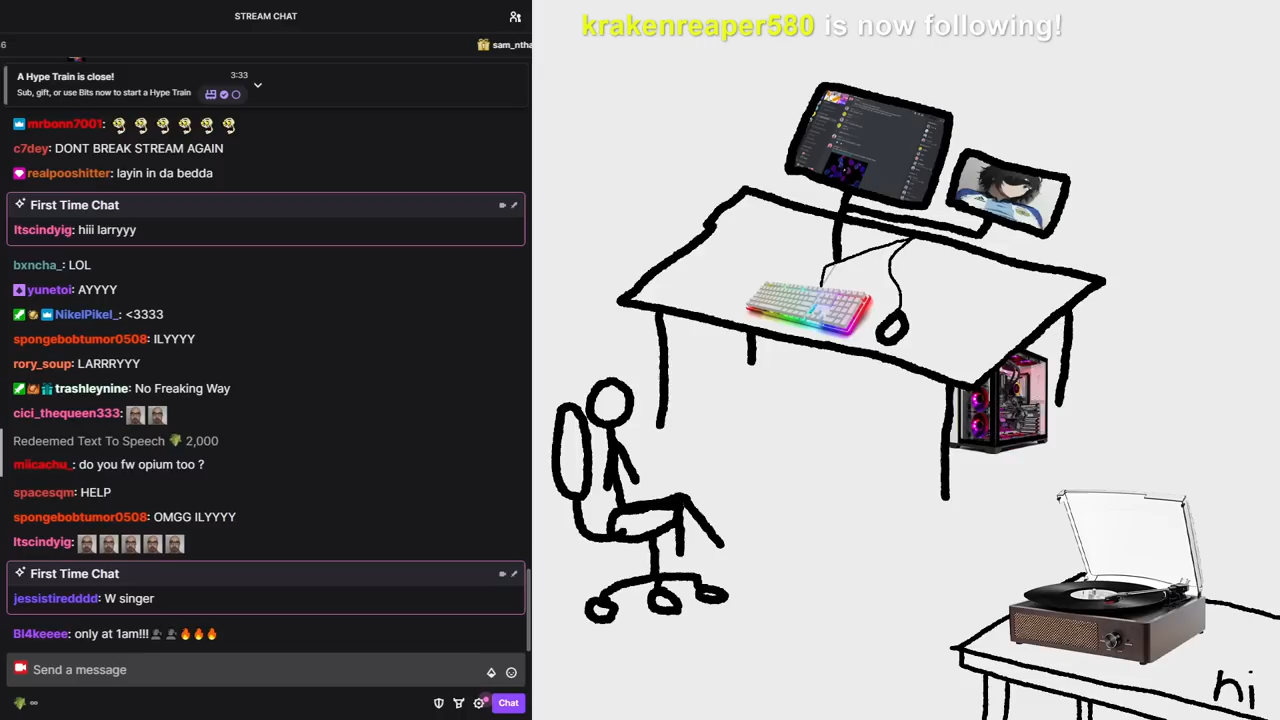 STREAM CHAT
6
sam_ntha
A Hype Train is close!
3:33
Sub, gift, or use Bits now to start a Hype Train
mrbonn7001:
c7dey: DONT BREAK STREAM AGAIN
realpooshitter: layin in da bedda
First Time Chat
Itscindyig: hiii larryyy
bxncha_: LOL
yunetoi: AYYYY
NikelPikel_: <3333
spongebobtumor0508: ILYYYY
rory_soup: LARRRYYY
trashleynine: No Freaking Way
cici_thequeen333:
Redeemed Text To Speech 2,000
miicachu_: do you fw opium too ?
spacesqm: HELP
spongebobtumor0508: OMGG ILYYYY
Itscindyig:
First Time Chat
jessistiredddd: W singer
Bl4keeee: only at 1am!!!
Send a message
∞
Chat
krakenreaper580 is now following!
hi